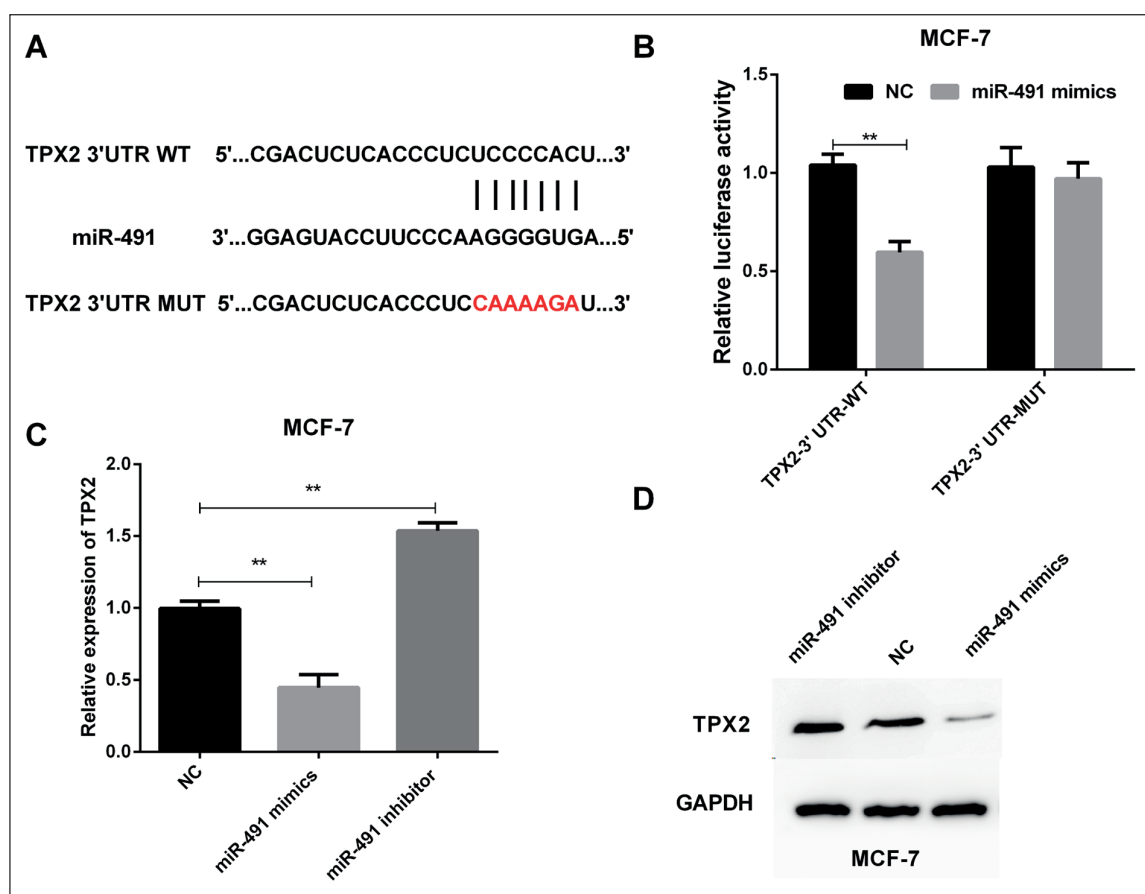 A
TPX2 3'UTR WT 5'...CGACUCUCACCCUCUCCCCACU...3'
miR-491 3'...GGAGUACCUUCCCAAGGGGUGA...5'
TPX2 3'UTR MUT 5'...CGACUCUCACCCUCCAAAAGAU...3'
B
MCF-7
NC miR-491 mimics
Relative luciferase activity
1.5
1.0
0.5
0.0
**
TPX2-3' UTR-WT
TPX2-3' UTR-MUT
C
MCF-7
Relative expression of TPX2
2.0
1.5
1.0
0.5
0.0
**
**
NC
miR-491 mimics
miR-491 inhibitor
D
miR-491 inhibitor
NC
miR-491 mimics
TPX2
GAPDH
MCF-7